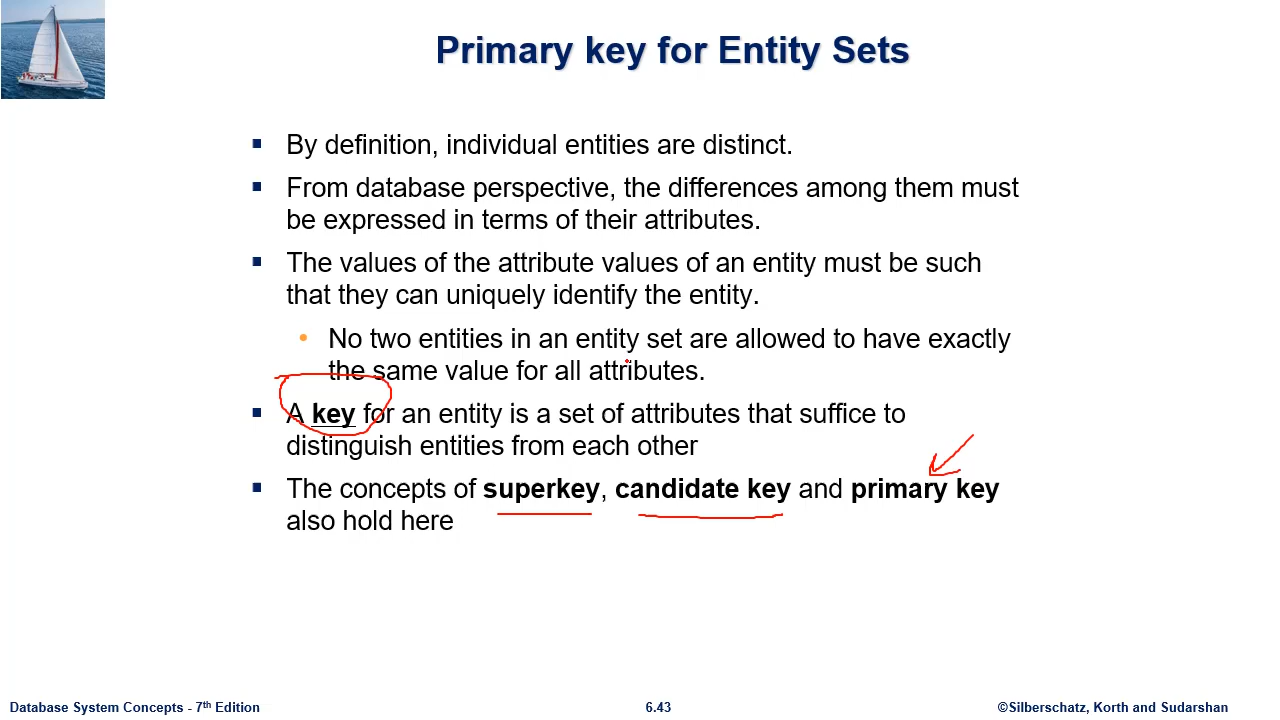 Primary key for Entity Sets
▪ By definition, individual entities are distinct.
▪ From database perspective, the differences among them must
be expressed in terms of their attributes.
▪ The values of the attribute values of an entity must be such
that they can uniquely identify the entity.
• No two entities in an entity set are allowed to have exactly
the same value for all attributes.
▪ A key for an entity is a set of attributes that suffice to
distinguish entities from each other
▪ The concepts of superkey, candidate key and primary key
also hold here
Database System Concepts - 7th Edition 6.43 ©Silberschatz, Korth and Sudarshan